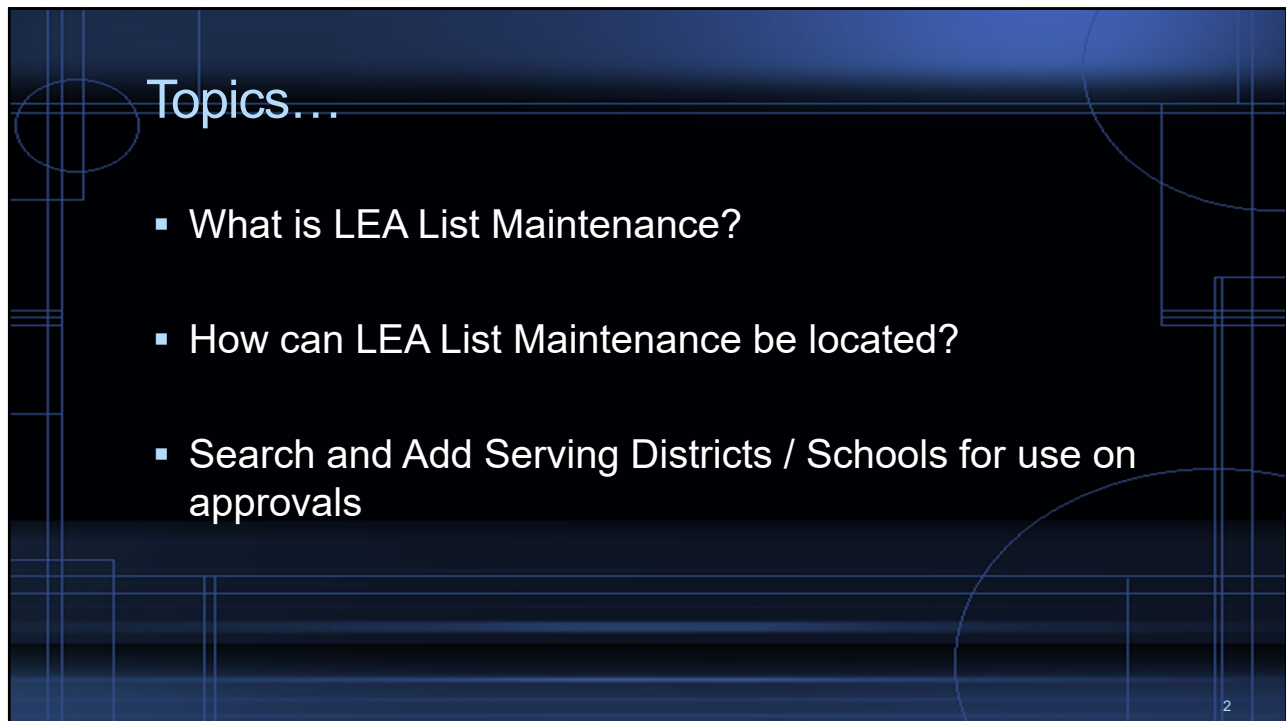 Topics…
▪ What is LEA List Maintenance?
▪ How can LEA List Maintenance be located?
▪ Search and Add Serving Districts / Schools for use on
approvals
2